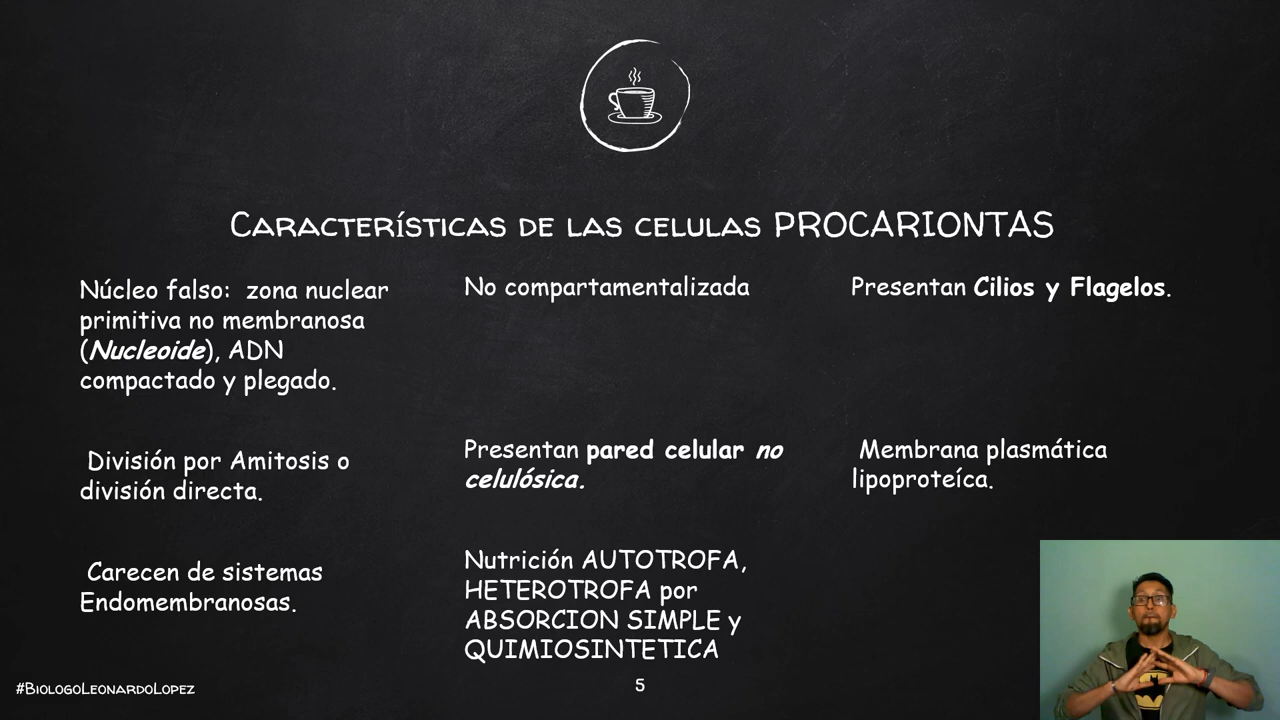 Características de las celulas PROCARIONTAS
Núcleo falso: zona nuclear
primitiva no membranosa
(Nucleoide), ADN
compactado y plegado.
División por Amitosis o
división directa.
Carecen de sistemas
Endomembranosas.
No compartamentalizada
Presentan pared celular no
celulósica.
Nutrición AUTOTROFA,
HETEROTROFA por
ABSORCION SIMPLE y
QUIMIOSINTETICA
Presentan Cilios y Flagelos.
Membrana plasmática
lipoproteíca.
#BiologoLeonardoLopez
5